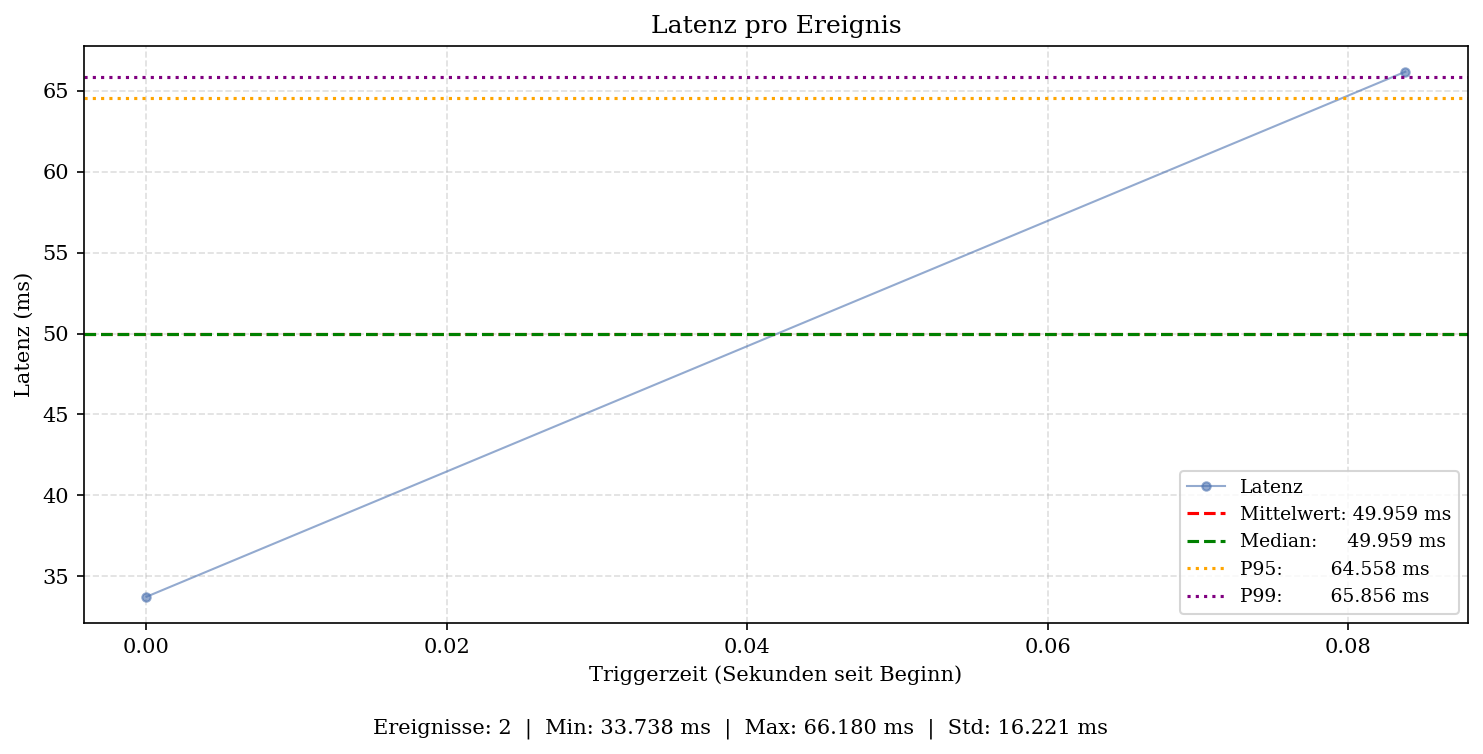 Latenz pro Ereignis
Latenz (ms)
65
60
55
50
45
40
35
Latenz
Mittelwert: 49.959 ms
Median: 49.959 ms
P95: 64.558 ms
P99: 65.856 ms
0.00 0.02 0.04 0.06 0.08
Triggerzeit (Sekunden seit Beginn)
Ereignisse: 2 | Min: 33.738 ms | Max: 66.180 ms | Std: 16.221 ms